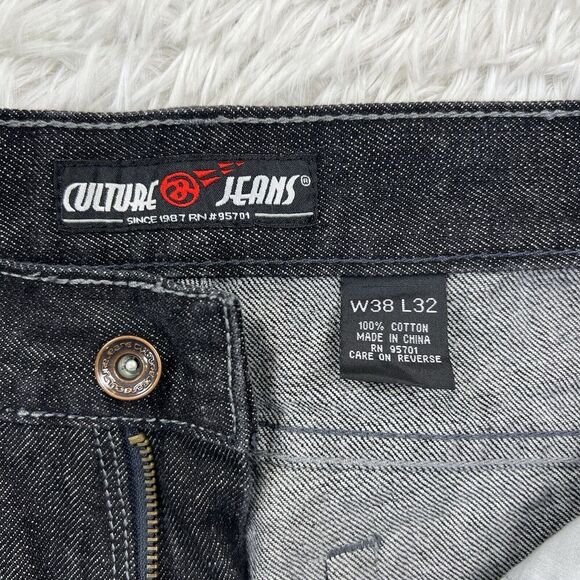 CULTURE JEANS®
SINCE 1987 RN # 95701
W38 L32
100% COTTON
MADE IN CHINA
RN 95701
CARE ON REVERSE